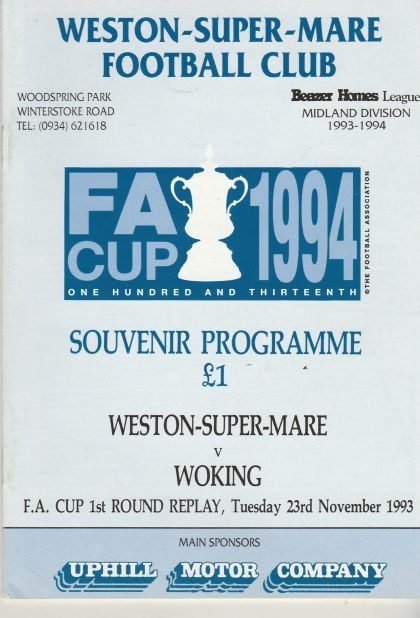 WESTON-SUPER-MARE
FOOTBALL CLUB
WOODSPRING PARK
WINTERSTOKE ROAD
TEL: (0934) 621618
Beazer Homes League
MIDLAND DIVISION
1993-1994
FA
CUP
1994
ONE HUNDRED AND THIRTEENTH
©THE FOOTBALL ASSOCIATION
SOUVENIR PROGRAMME
£1
WESTON-SUPER-MARE
v
WOKING
F.A. CUP 1st ROUND REPLAY, Tuesday 23rd November 1993
MAIN SPONSORS
UPHILL MOTOR COMPANY